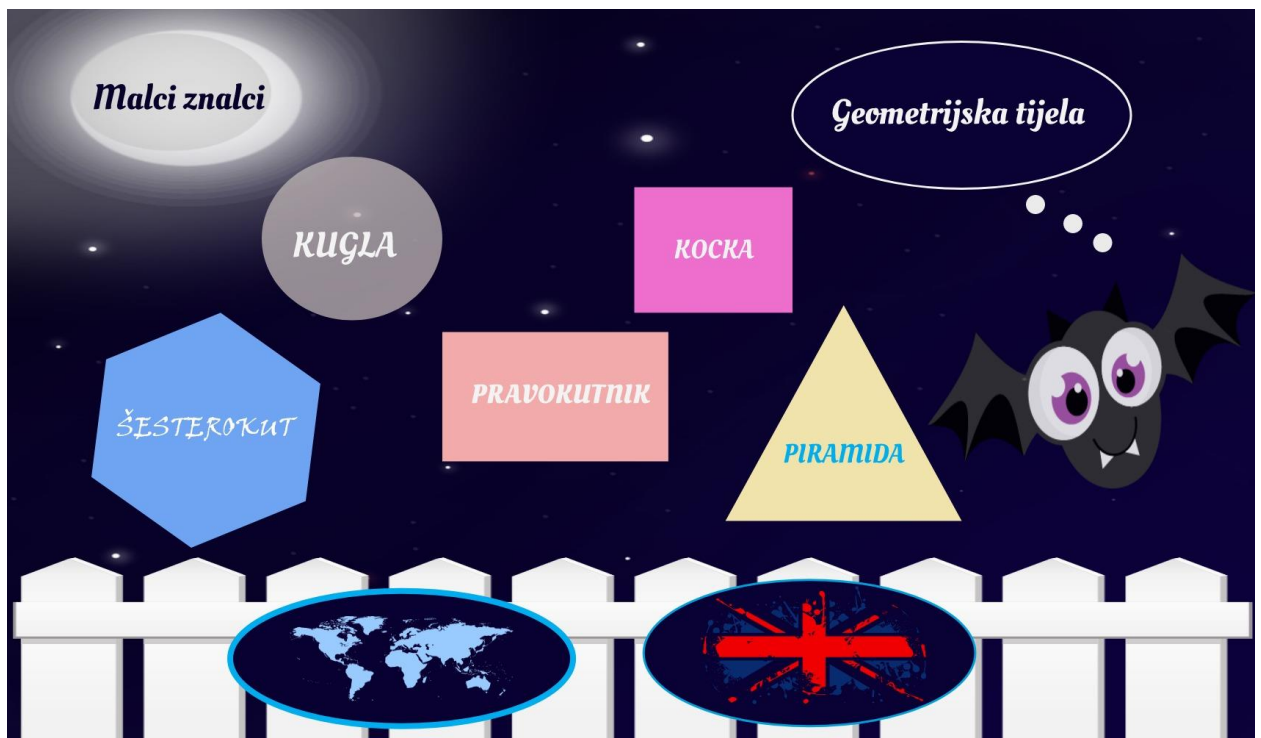 Malci znalci
Geometrijska tijela
KUGLA
KOCKA
PRAVOKUTNIK
ŠESTEROKUT
PIRAMIDA